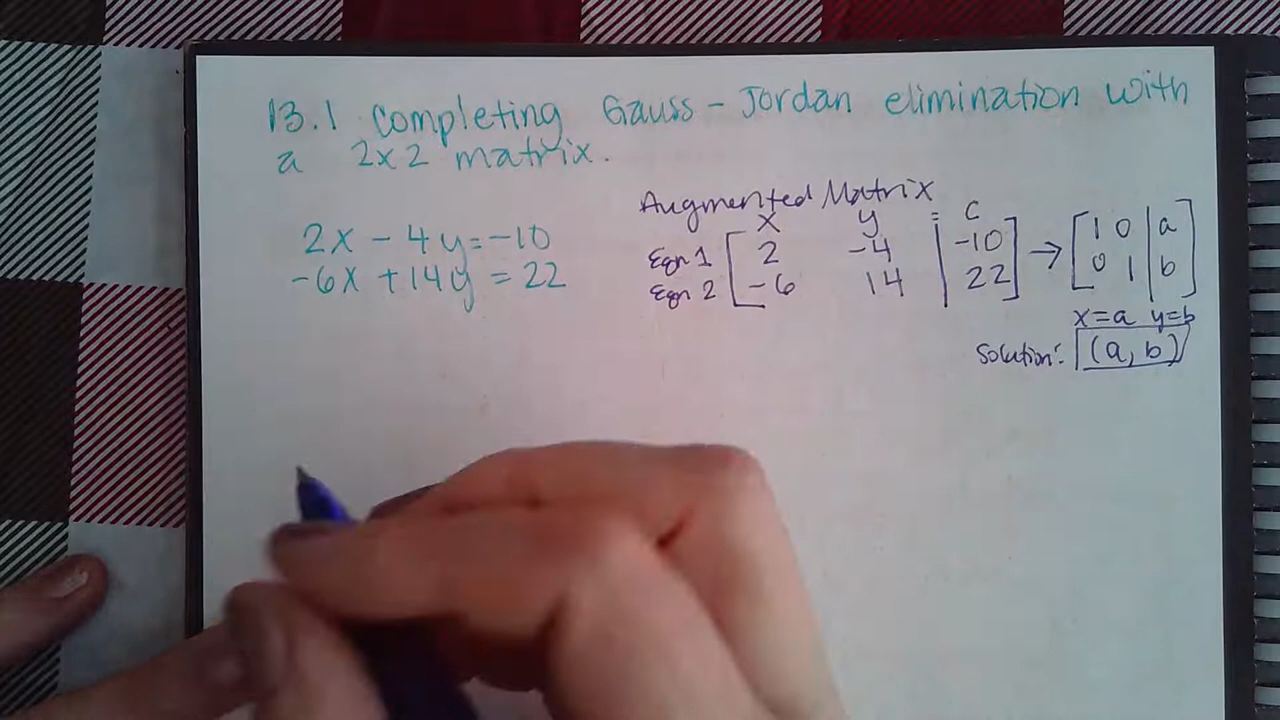 13.1 Completing Gauss-Jordan elimination with
a 2x2 matrix.
2x - 4y = -10
-6x + 14y = 22
Augmented Matrix
x y = c
Eqn 1 [ 2 -4 | -10 ] → [ 1 0 | a ]
Eqn 2 [ -6 14 | 22 ] [ 0 1 | b ]
x=a y=b
Solution: (a, b)